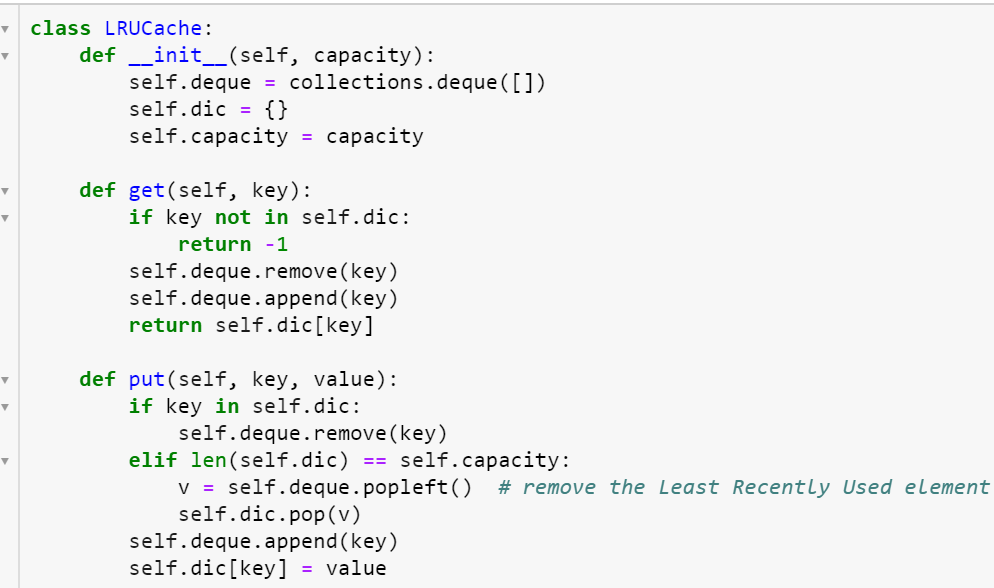 class LRUCache:
    def __init__(self, capacity):
        self.deque = collections.deque([])
        self.dic = {}
        self.capacity = capacity

    def get(self, key):
        if key not in self.dic:
            return -1
        self.deque.remove(key)
        self.deque.append(key)
        return self.dic[key]

    def put(self, key, value):
        if key in self.dic:
            self.deque.remove(key)
        elif len(self.dic) == self.capacity:
            v = self.deque.popleft()  # remove the Least Recently Used element
            self.dic.pop(v)
        self.deque.append(key)
        self.dic[key] = value